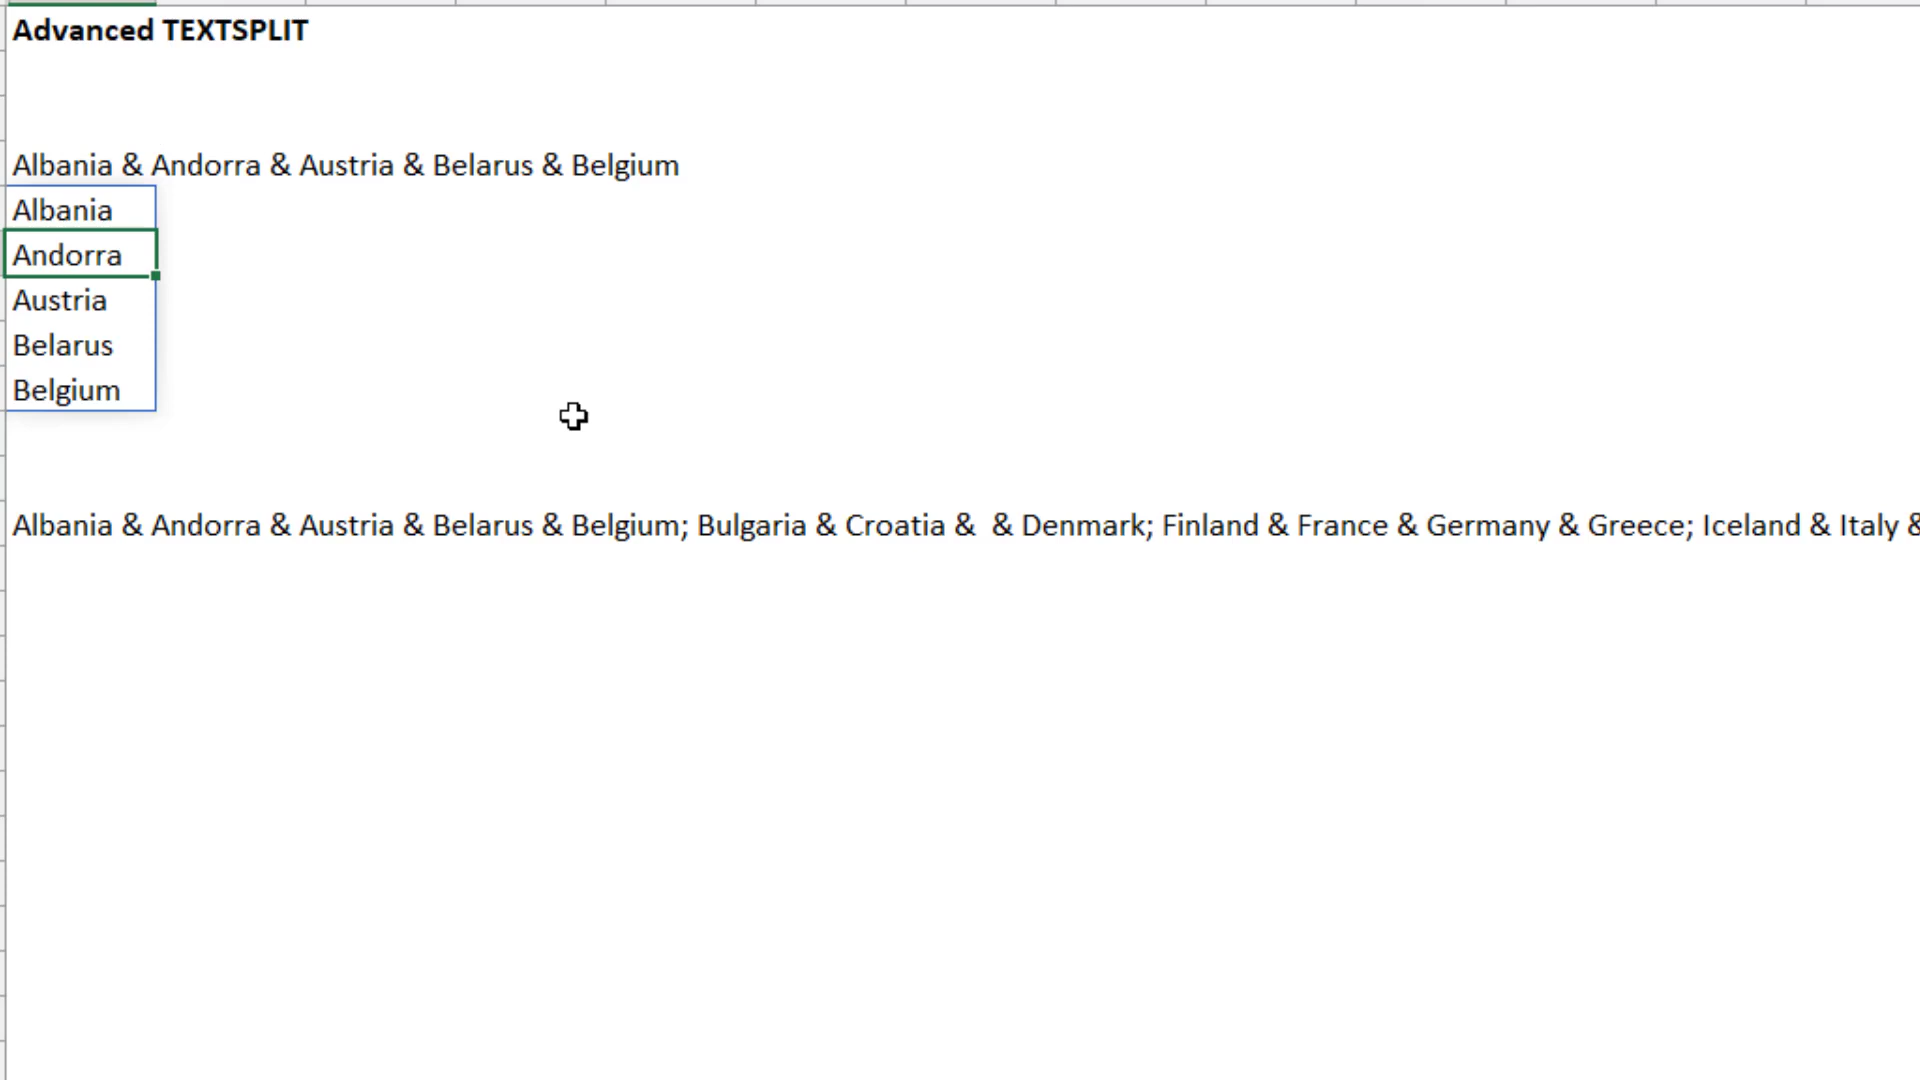 Advanced TEXTSPLIT
Albania & Andorra & Austria & Belarus & Belgium
Albania
Andorra
Austria
Belarus
Belgium
Albania & Andorra & Austria & Belarus & Belgium; Bulgaria & Croatia &  & Denmark; Finland & France & Germany & Greece; Iceland & Italy &